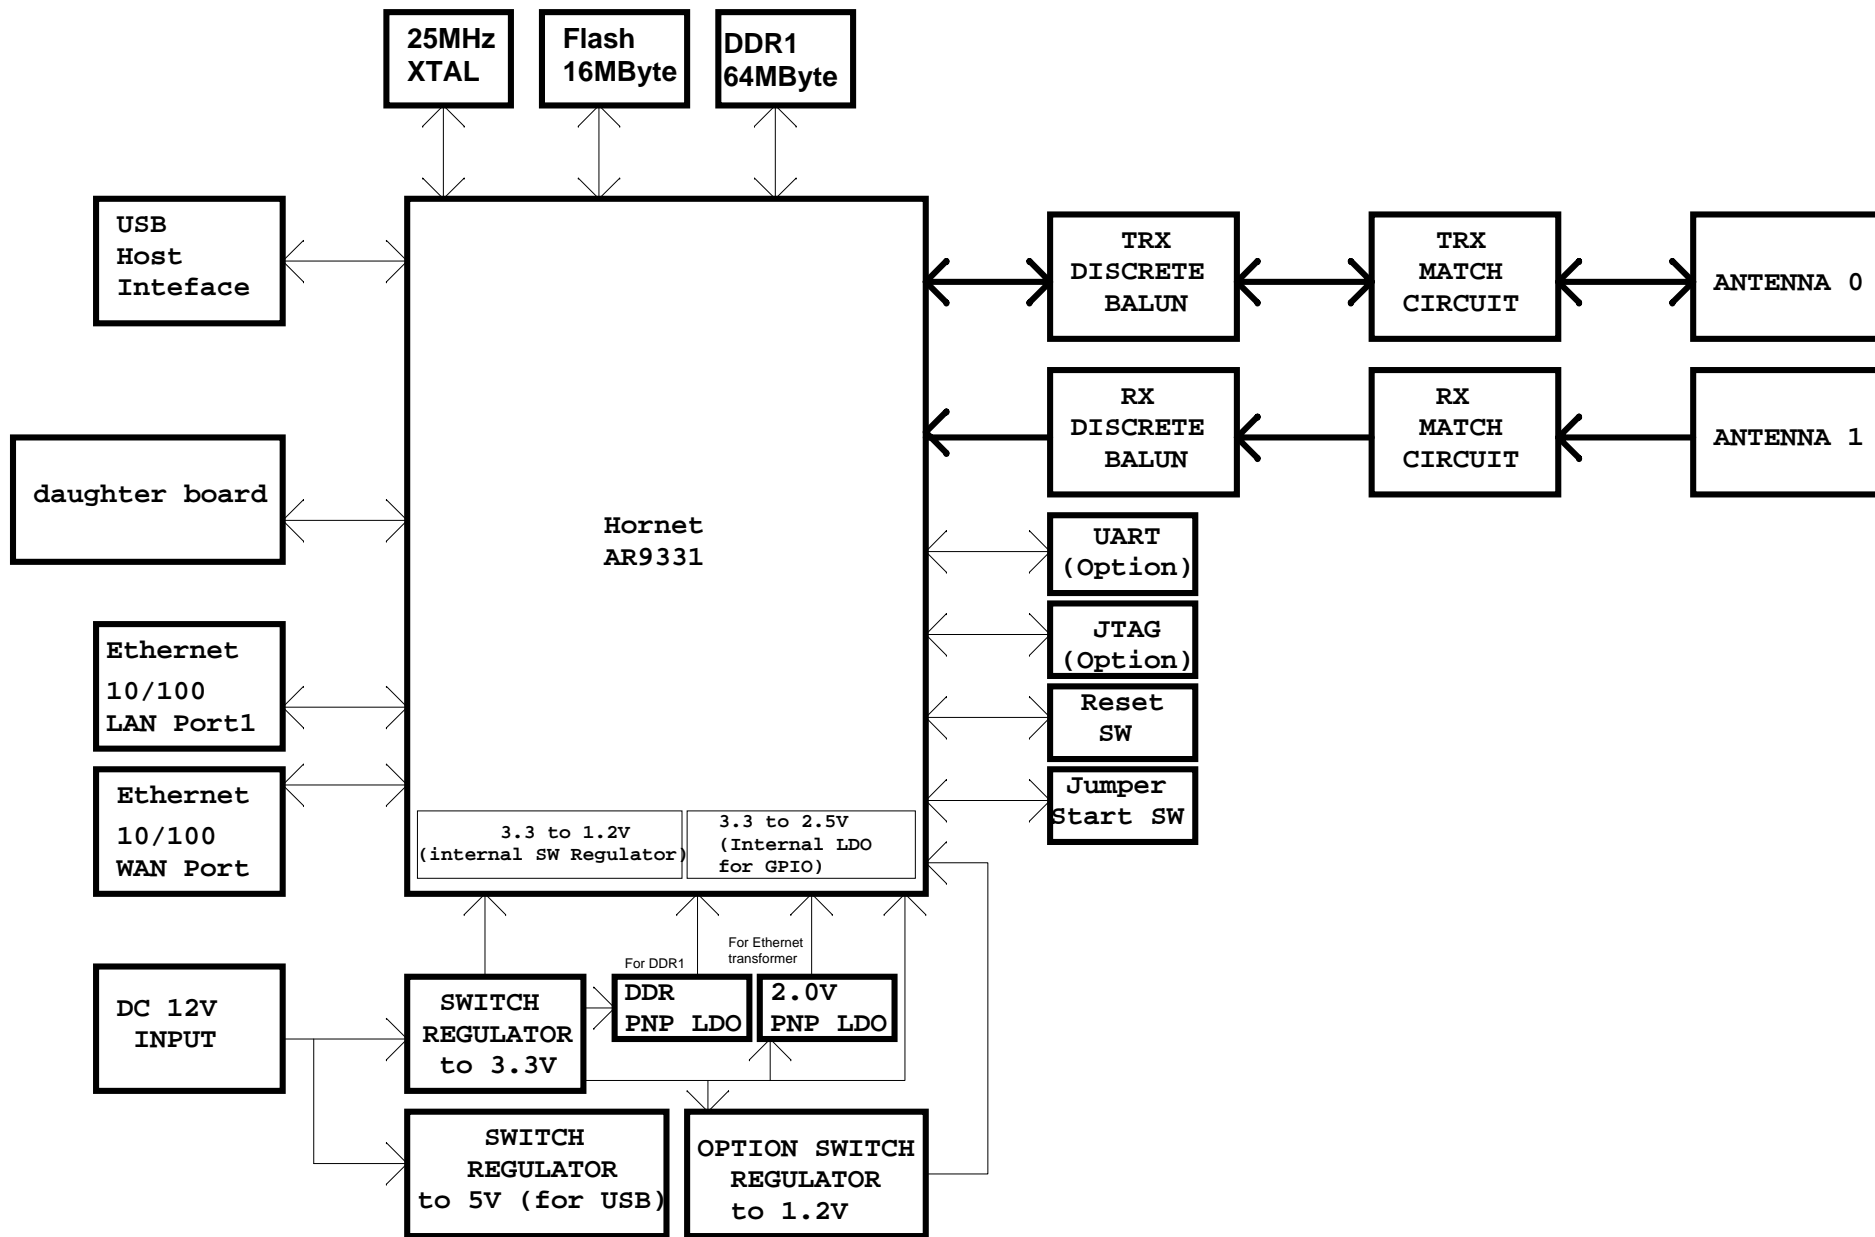 25MHz
XTAL
Flash
16MByte
DDR1
64MByte
USB
Host
Inteface
TRX
DISCRETE
BALUN
TRX
MATCH
CIRCUIT
ANTENNA 0
RX
DISCRETE
BALUN
RX
MATCH
CIRCUIT
ANTENNA 1
daughter board
Hornet
AR9331
UART
(Option)
JTAG
(Option)
Reset
SW
Jumper
Start SW
Ethernet
10/100
LAN Port1
Ethernet
10/100
WAN Port
3.3 to 1.2V
(internal SW Regulator)
3.3 to 2.5V
(Internal LDO
for GPIO)
For DDR1
For Ethernet
transformer
DC 12V
INPUT
SWITCH
REGULATOR
to 3.3V
DDR
PNP LDO
2.0V
PNP LDO
SWITCH
REGULATOR
to 5V (for USB)
OPTION SWITCH
REGULATOR
to 1.2V